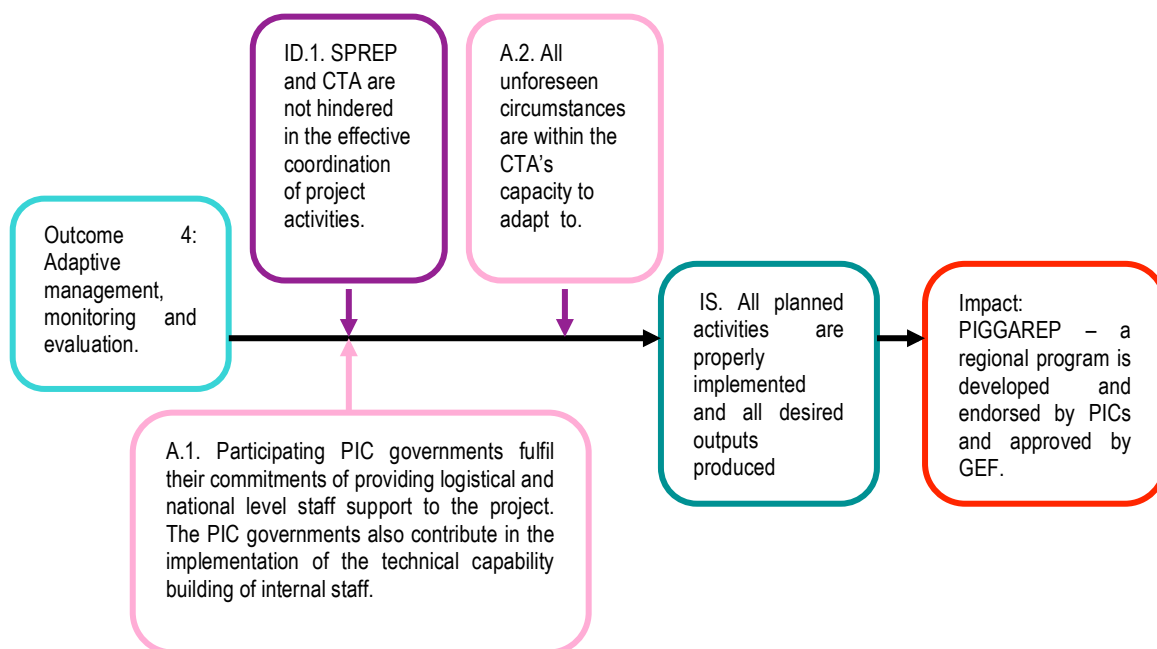 ID.1. SPREP
and CTA are
not hindered
in the effective
coordination
of project
activities.
A.2. All
unforeseen
circumstances
are within the
CTA's
capacity to
adapt to.
Outcome 4:
Adaptive
management,
monitoring and
evaluation.
IS. All planned
activities are
properly
implemented
and all desired
outputs
produced
Impact:
PIGGAREP – a
regional program is
developed and
endorsed by PICs
and approved by
GEF.
A.1. Participating PIC governments fulfil
their commitments of providing logistical and
national level staff support to the project.
The PIC governments also contribute in the
implementation of the technical capability
building of internal staff.